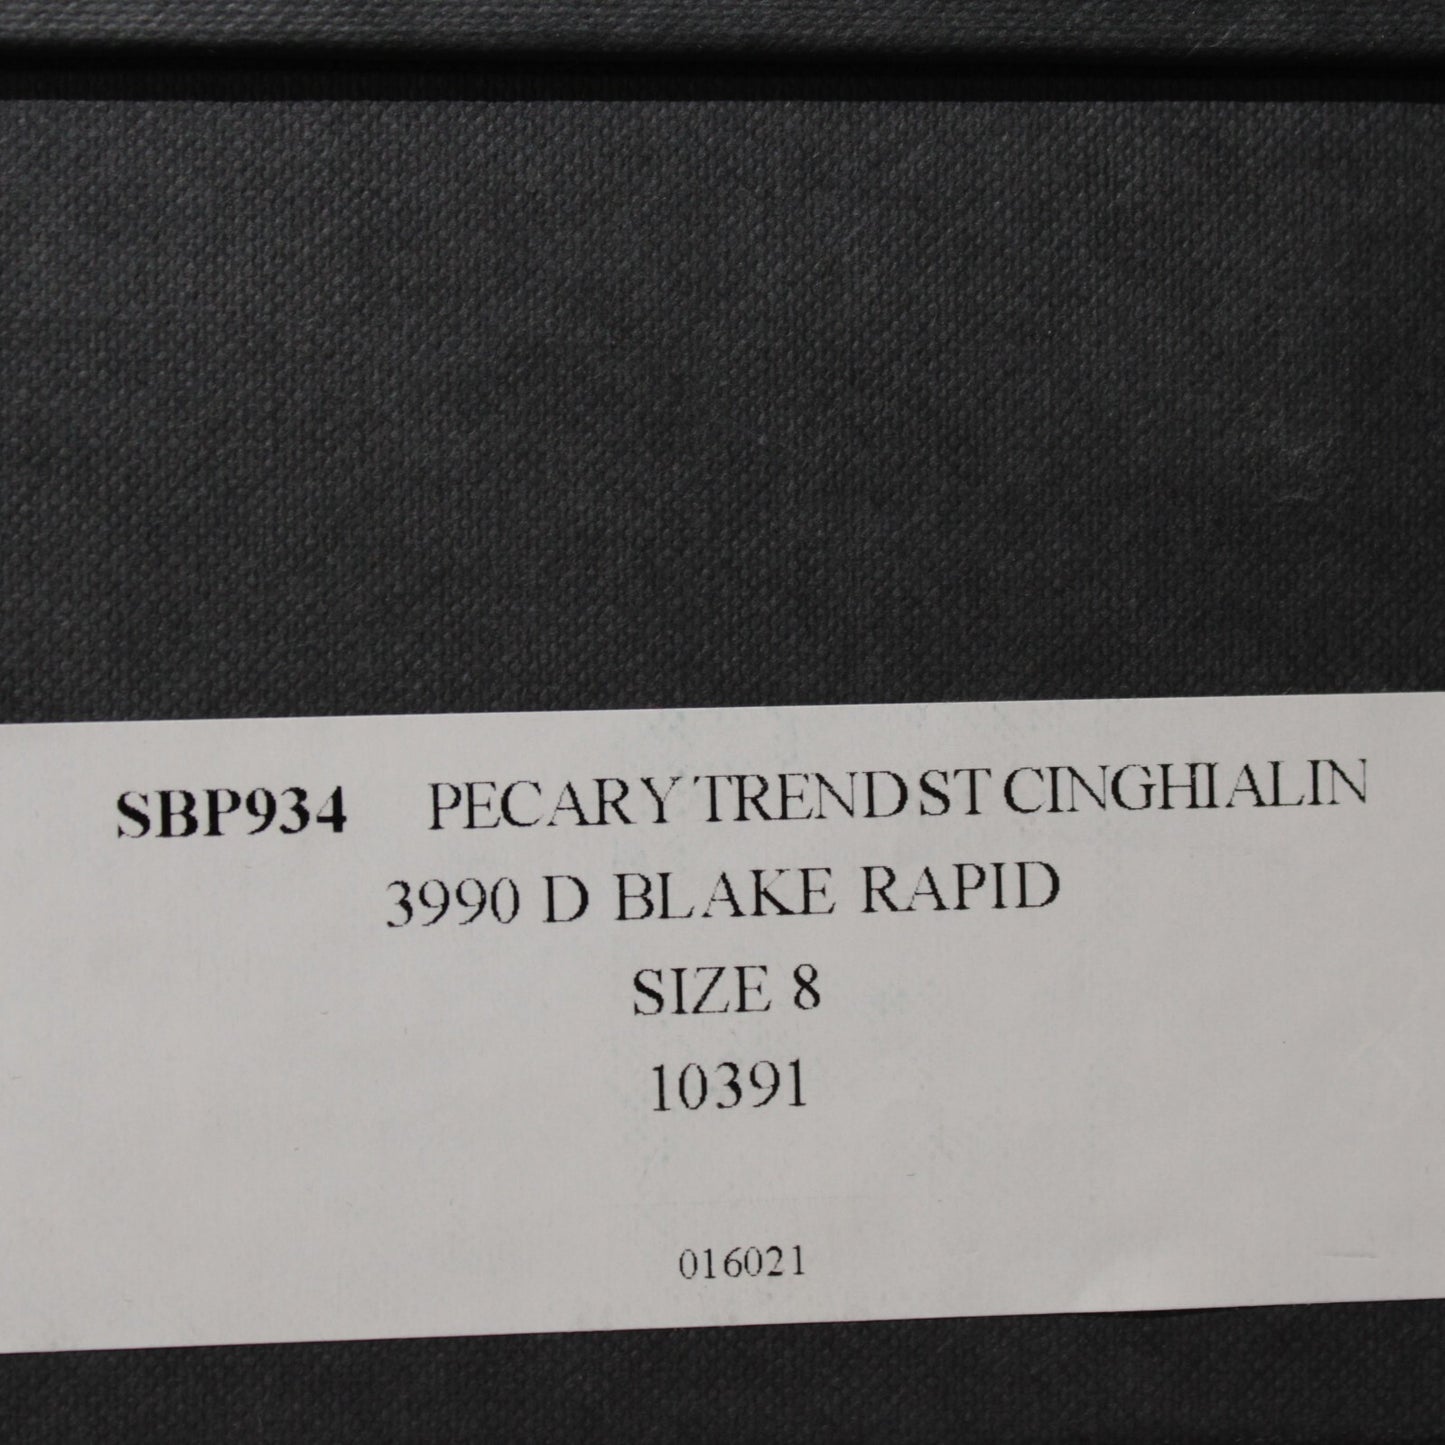 SBP934 PECARY TREND ST CINGHIALIN
3990 D BLAKE RAPID
SIZE 8
10391
016021